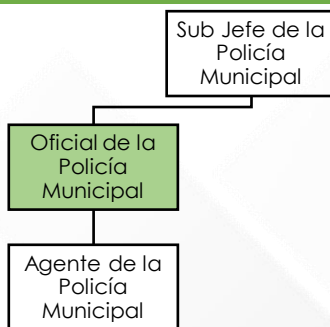 Sub Jefe de la
Policía
Municipal
Oficial de la
Policía
Municipal
Agente de la
Policía
Municipal